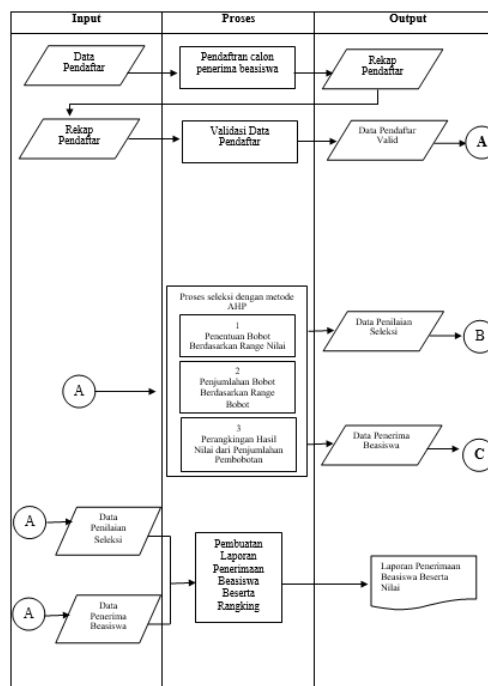 Input
Proses
Output
Data
Pendaftar
Pendaftran calon
penerima beasiswa
Rekap
Pendaftar
Rekap
Pendaftar
Validasi Data
Pendaftar
Data Pendaftar
Valid
A
Proses seleksi dengan metode
AHP
1
Penentuan Bobot
Berdasarkan Range Nilai
2
Penjumlahan Bobot
Berdasarkan Range
Bobot
3
Perangkingan Hasil
Nilai dari Penjumlahan
Pembobotan
A
Data Penilaian
Seleksi
B
Data Penerima
Beasiswa
C
A
Data
Penilaian
Seleksi
A
Data
Penerima
Beasiswa
Pembuatan
Laporan
Penerimaan
Beasiswa
Beserta
Rangking
Laporan Penerimaan
Beasiswa Beserta
Nilai